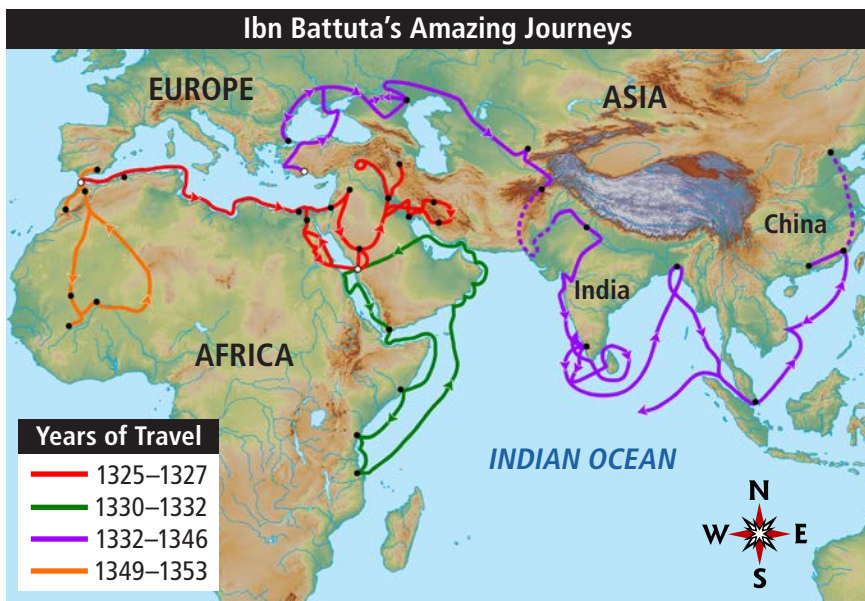 Ibn Battuta's Amazing Journeys
EUROPE
ASIA
China
India
AFRICA
INDIAN OCEAN
Years of Travel
1325–1327
1330–1332
1332–1346
1349–1353
N
W E
S